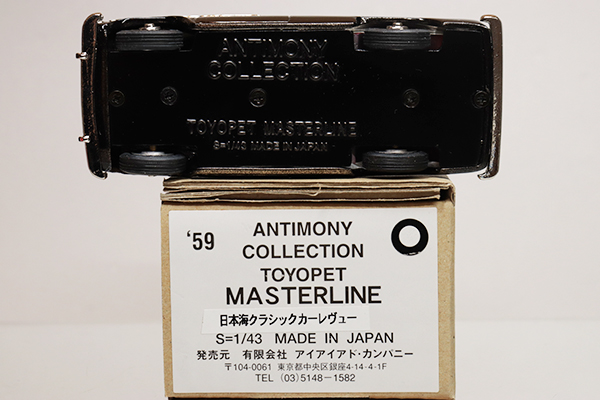 ANTIMONY
COLLECTION
TOYOPET MASTERLINE
S=1/43 MADE IN JAPAN
'59
ANTIMONY
COLLECTION
TOYOPET
MASTERLINE
日本海クラシックカーレヴュー
S=1/43 MADE IN JAPAN
発売元 有限会社 アイアイアド・カンパニー
〒104-0061 東京都中央区銀座4-14-4-1F
TEL (03)5148-1582